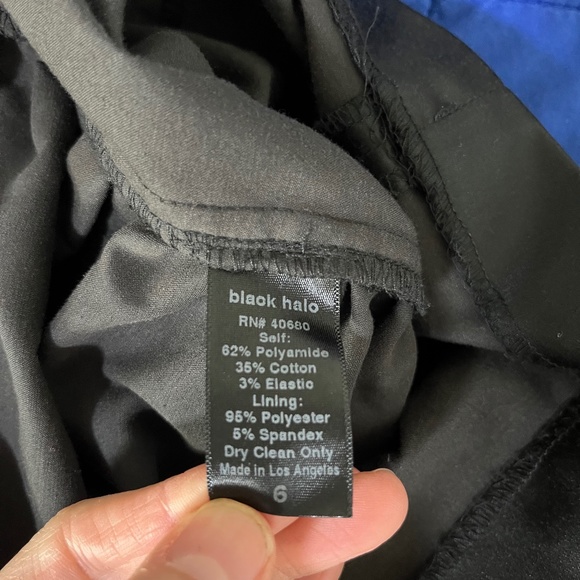 black halo
RN# 40680
Self:
62% Polyamide
35% Cotton
3% Elastic
Lining:
95% Polyester
5% Spandex
Dry Clean Only
Made in Los Angeles
6